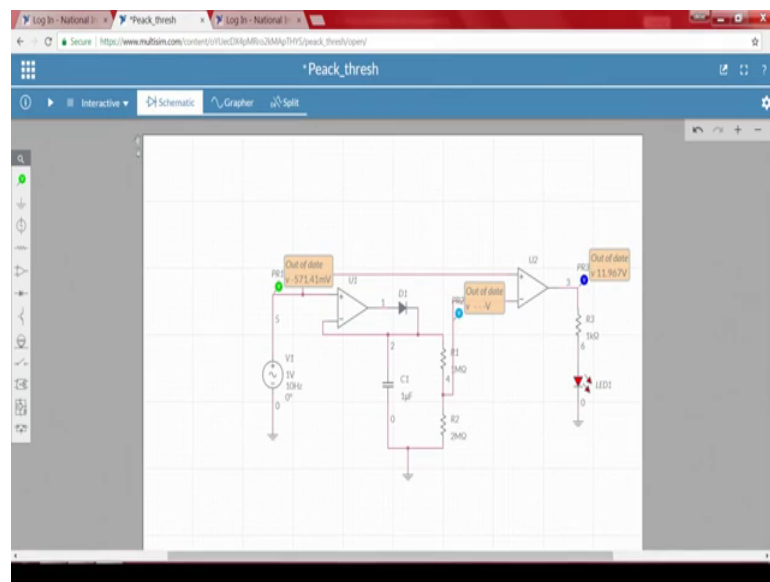 Log In - National In
*Peack_thresh
Log In - National In
Secure
https://www.multisim.com/content/
/peack_thresh/open/
*Peack_thresh
Interactive
Schematic
Grapher
Split
Out of date
v -571.41mV
PR1
U1
D1
1
5
V1
1V
10Hz
0°
0
2
C1
1µF
0
R1
1MΩ
4
R2
2MΩ
Out of date
v ---V
PR2
U2
3
Out of date
v 11.967V
PR3
R3
1kΩ
6
LED1
0